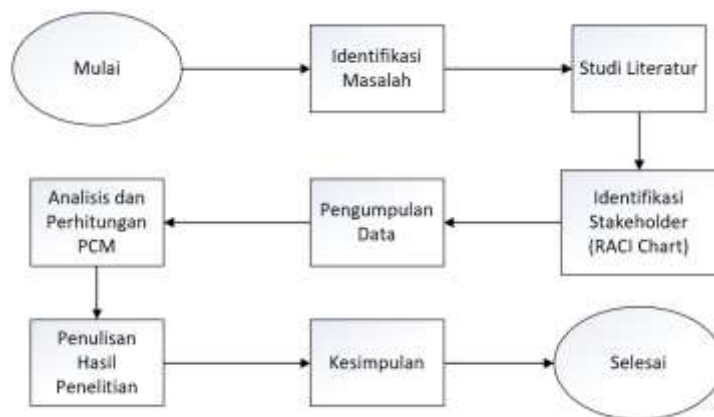 Mulai
Identifikasi
Masalah
Studi Literatur
Identifikasi
Stakeholder
(RACI Chart)
Pengumpulan
Data
Analisis dan
Perhitungan
PCM
Penulisan
Hasil
Penelitian
Kesimpulan
Selesai